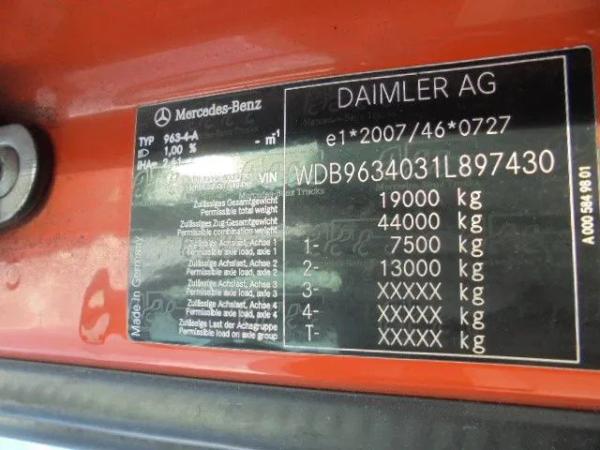 Mercedes-Benz
DAIMLER AG
TYP 963-4-A - m⁻¹
1,00 %
e1*2007/46*0727
VIN WDB9634031L897430
Mercedes-Benz Trucks
Zulässiges Gesamtgewicht
Permissible total weight 19000 kg
Zulässiges Zug-Gesamtgewicht
Permissible combination weight 44000 kg
Zulässige Achslast, Achse 1
Permissible axle load, axle 1 1- 7500 kg
Zulässige Achslast, Achse 2
Permissible axle load, axle 2 2- 13000 kg
Zulässige Achslast, Achse 3
Permissible axle load, axle 3 3- XXXXX kg
Zulässige Achslast, Achse 4
Permissible axle load, axle 4 4- XXXXX kg
Zulässige Last der Achsgruppe
Permissible load on axle group T- XXXXX kg
Made in Germany
A 000 584 98 01